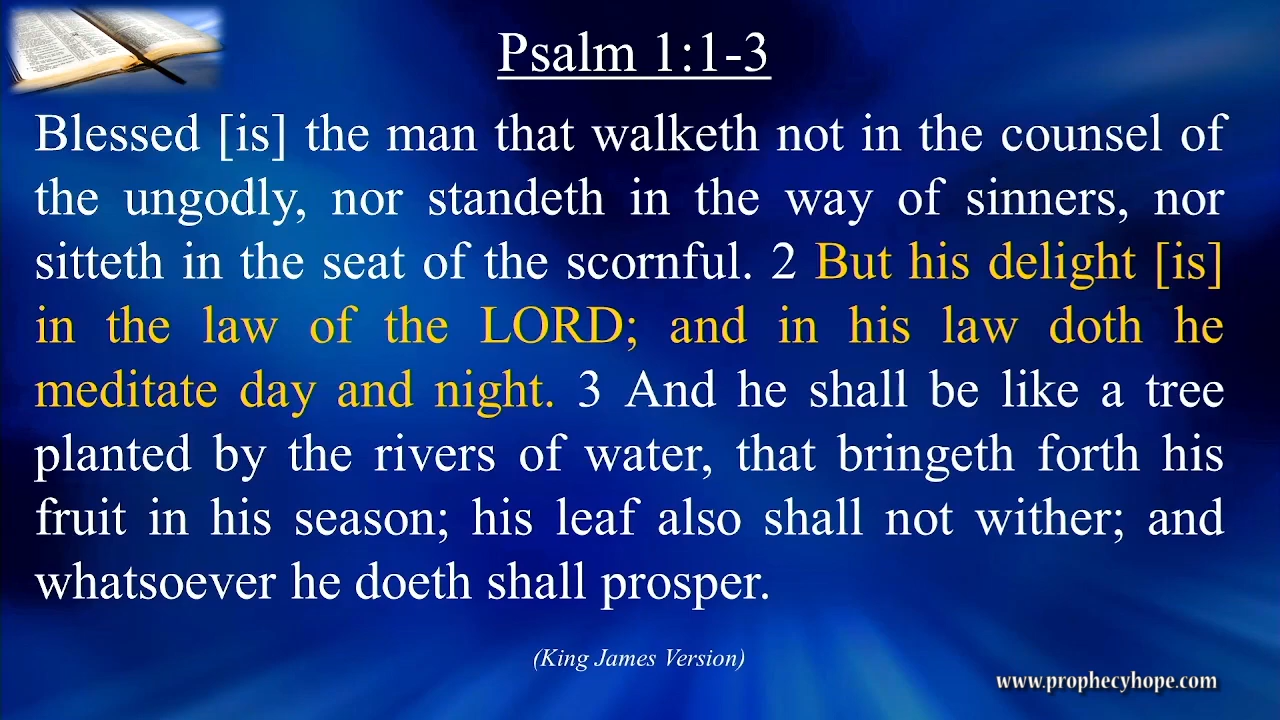 Psalm 1:1-3
Blessed [is] the man that walketh not in the counsel of
the ungodly, nor standeth in the way of sinners, nor
sitteth in the seat of the scornful. 2 But his delight [is]
in the law of the LORD; and in his law doth he
meditate day and night. 3 And he shall be like a tree
planted by the rivers of water, that bringeth forth his
fruit in his season; his leaf also shall not wither; and
whatsoever he doeth shall prosper.
(King James Version)
www.prophecyhope.com